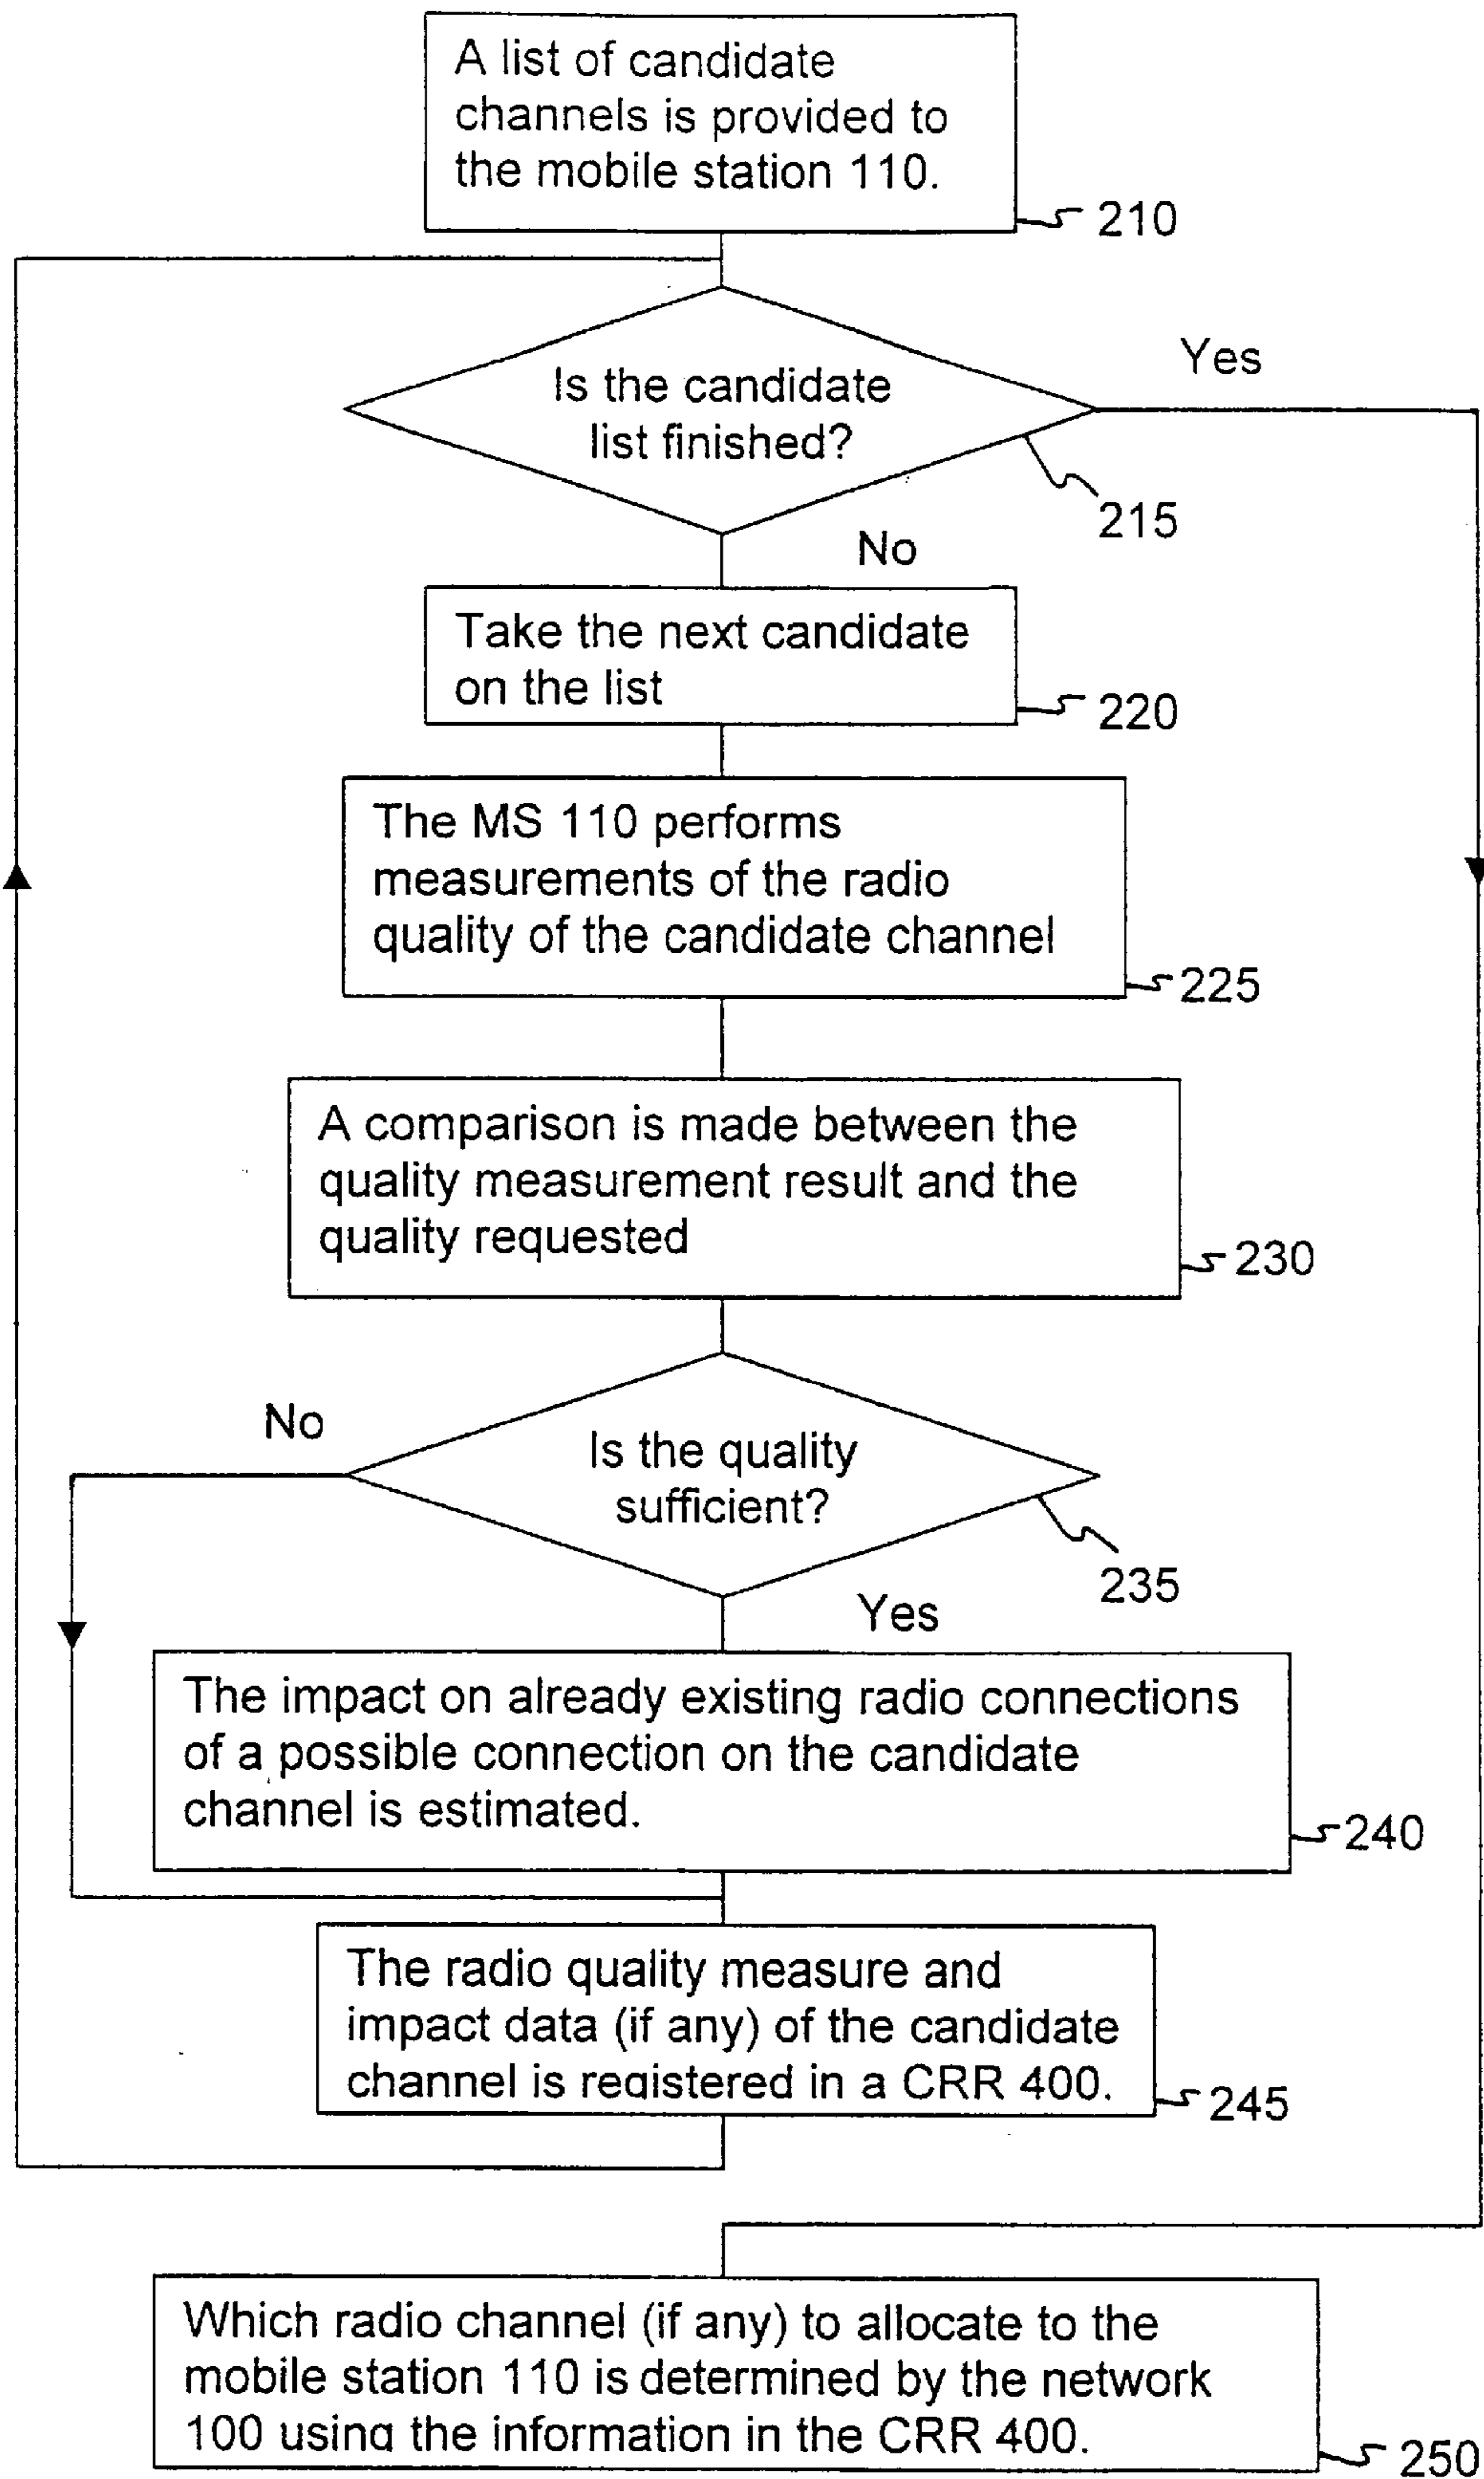 A list of candidate
channels is provided to
the mobile station 110.
210
Is the candidate
list finished?
Yes
215
No
Take the next candidate
on the list
220
The MS 110 performs
measurements of the radio
quality of the candidate channel
225
A comparison is made between the
quality measurement result and the
quality requested
230
No
Is the quality
sufficient?
235
Yes
The impact on already existing radio connections
of a possible connection on the candidate
channel is estimated.
240
The radio quality measure and
impact data (if any) of the candidate
channel is registered in a CRR 400.
245
Which radio channel (if any) to allocate to the
mobile station 110 is determined by the network
100 using the information in the CRR 400.
250